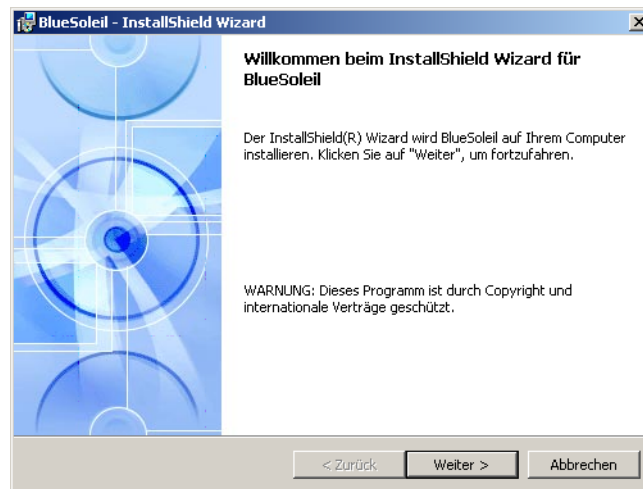 BlueSoleil - InstallShield Wizard
Willkommen beim InstallShield Wizard für
BlueSoleil
Der InstallShield(R) Wizard wird BlueSoleil auf Ihrem Computer
installieren. Klicken Sie auf "Weiter", um fortzufahren.
WARNUNG: Dieses Programm ist durch Copyright und
internationale Verträge geschützt.
< Zurück Weiter > Abbrechen